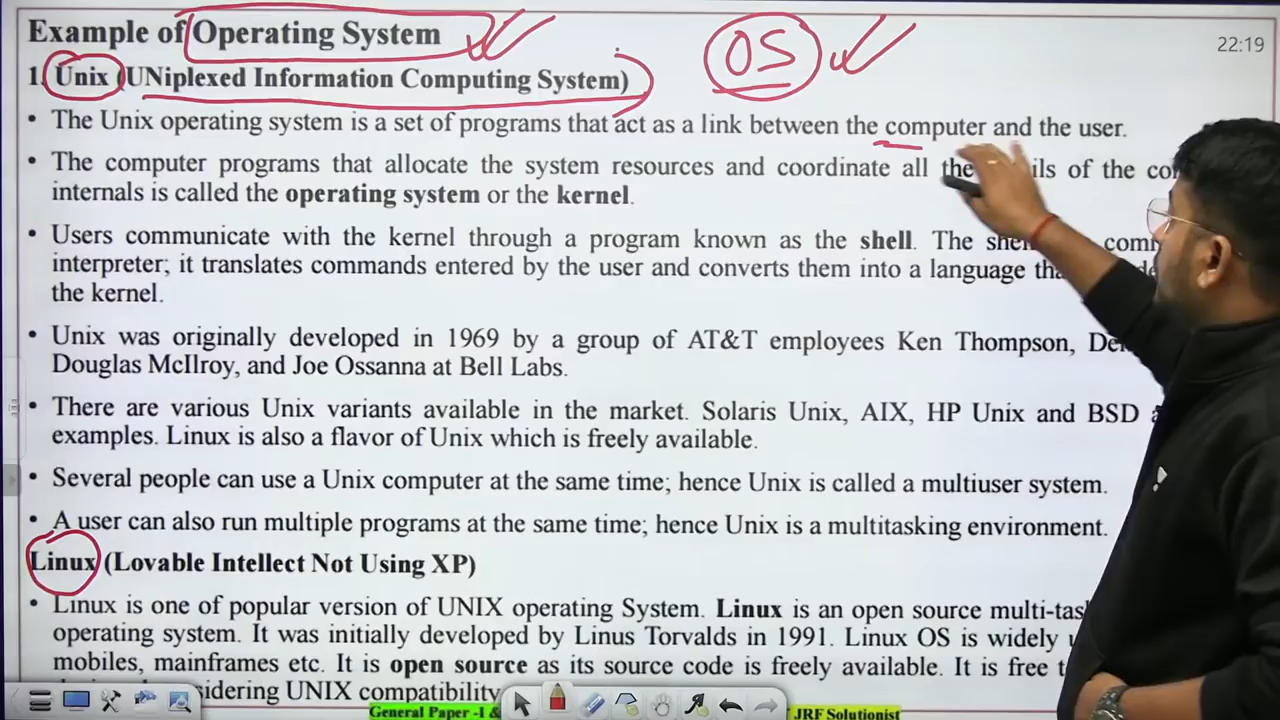 Example of Operating System
OS
22:19
1. Unix (UNiplexed Information Computing System)
• The Unix operating system is a set of programs that act as a link between the computer and the user.
• The computer programs that allocate the system resources and coordinate all the of the
internals is called the operating system or the kernel.
• Users communicate with the kernel through a program known as the shell. The
interpreter; it translates commands entered by the user and converts them into a language
the kernel.
• Unix was originally developed in 1969 by a group of AT&T employees Ken Thompson,
Douglas McIlroy, and Joe Ossanna at Bell Labs.
• There are various Unix variants available in the market. Solaris Unix, AIX, HP Unix and BSD
examples. Linux is also a flavor of Unix which is freely available.
• Several people can use a Unix computer at the same time; hence Unix is called a multiuser system.
• A user can also run multiple programs at the same time; hence Unix is a multitasking environment.
Linux (Lovable Intellect Not Using XP)
• Linux is one of popular version of UNIX operating System. Linux is an open source
operating system. It was initially developed by Linus Torvalds in 1991. Linux OS is widely
mobiles, mainframes etc. It is open source as its source code is freely available. It is free
UNIX compatibility
General Paper -I &
JRF Solutionist